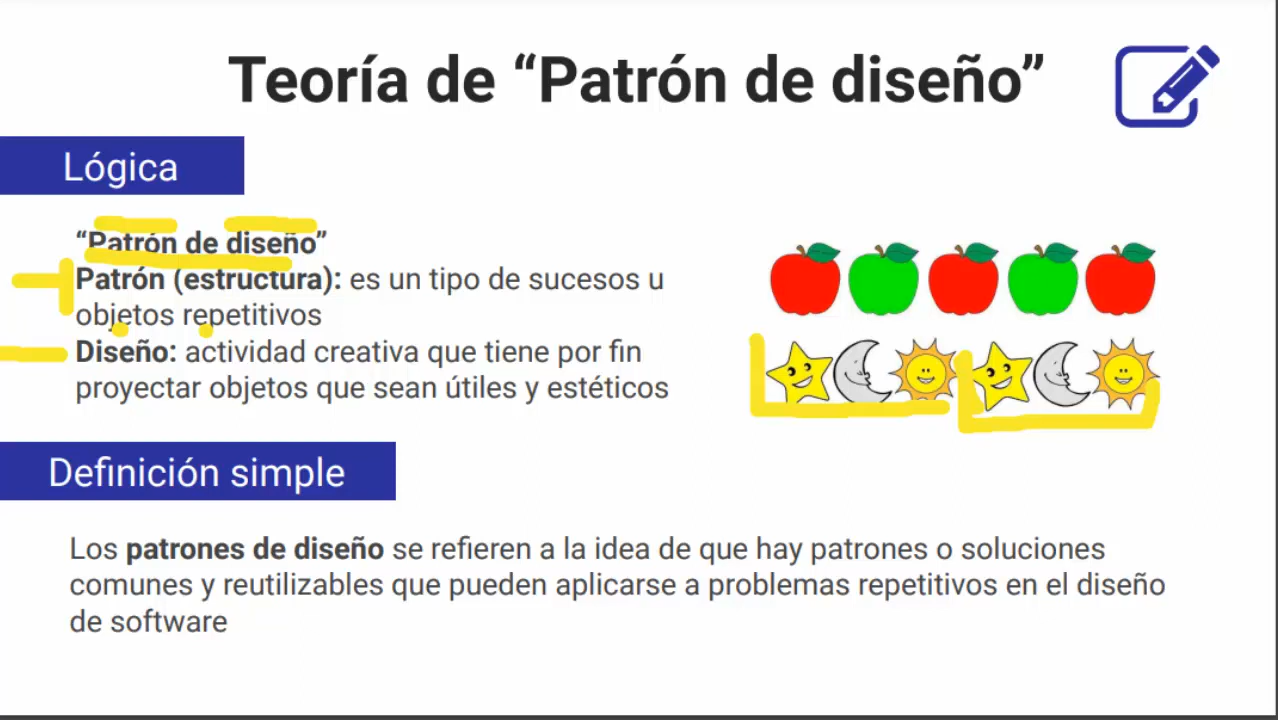 Teoría de “Patrón de diseño”
Lógica
“Patrón de diseño”
Patrón (estructura): es un tipo de sucesos u
objetos repetitivos
Diseño: actividad creativa que tiene por fin
proyectar objetos que sean útiles y estéticos
Definición simple
Los patrones de diseño se refieren a la idea de que hay patrones o soluciones
comunes y reutilizables que pueden aplicarse a problemas repetitivos en el diseño
de software